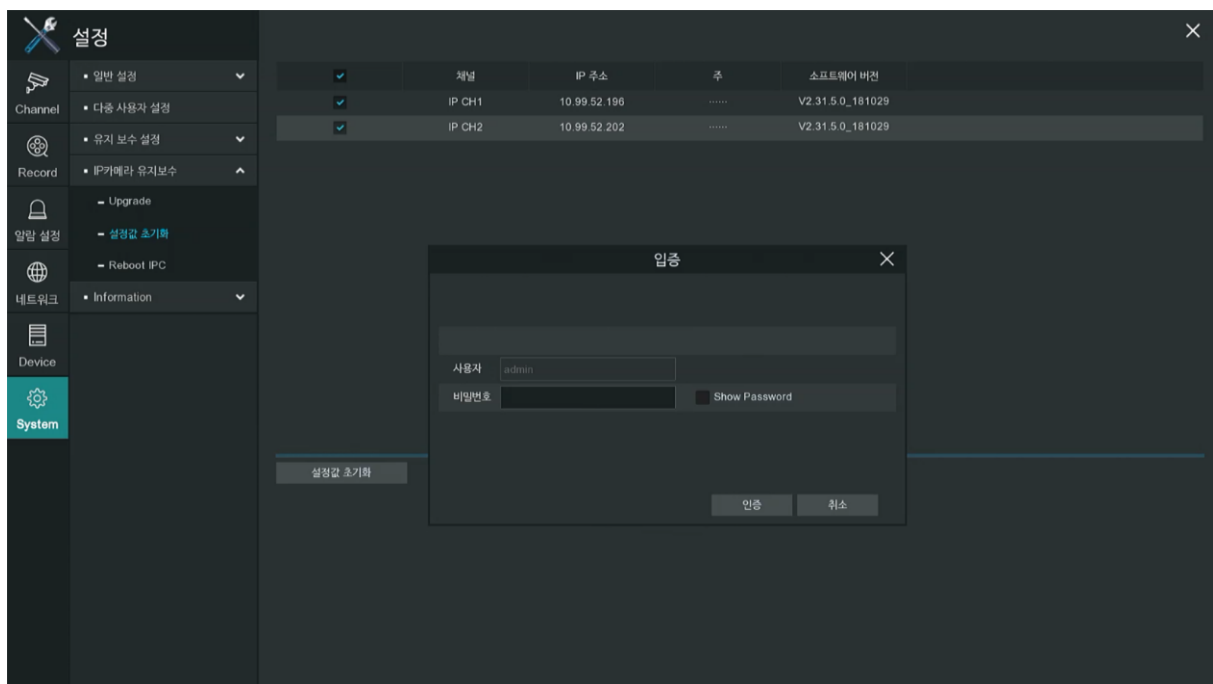 설정
Channel
Record
알람 설정
네트워크
Device
System
일반 설정
다중 사용자 설정
유지 보수 설정
IP카메라 유지보수
Upgrade
설정값 초기화
Reboot IPC
Information
채널 IP 주소 주 소프트웨어 버전
IP CH1 10.99.52.196 ...... V2.31.5.0_181029
IP CH2 10.99.52.202 ...... V2.31.5.0_181029
입증
사용자 admin
비밀번호 Show Password
인증 취소
설정값 초기화